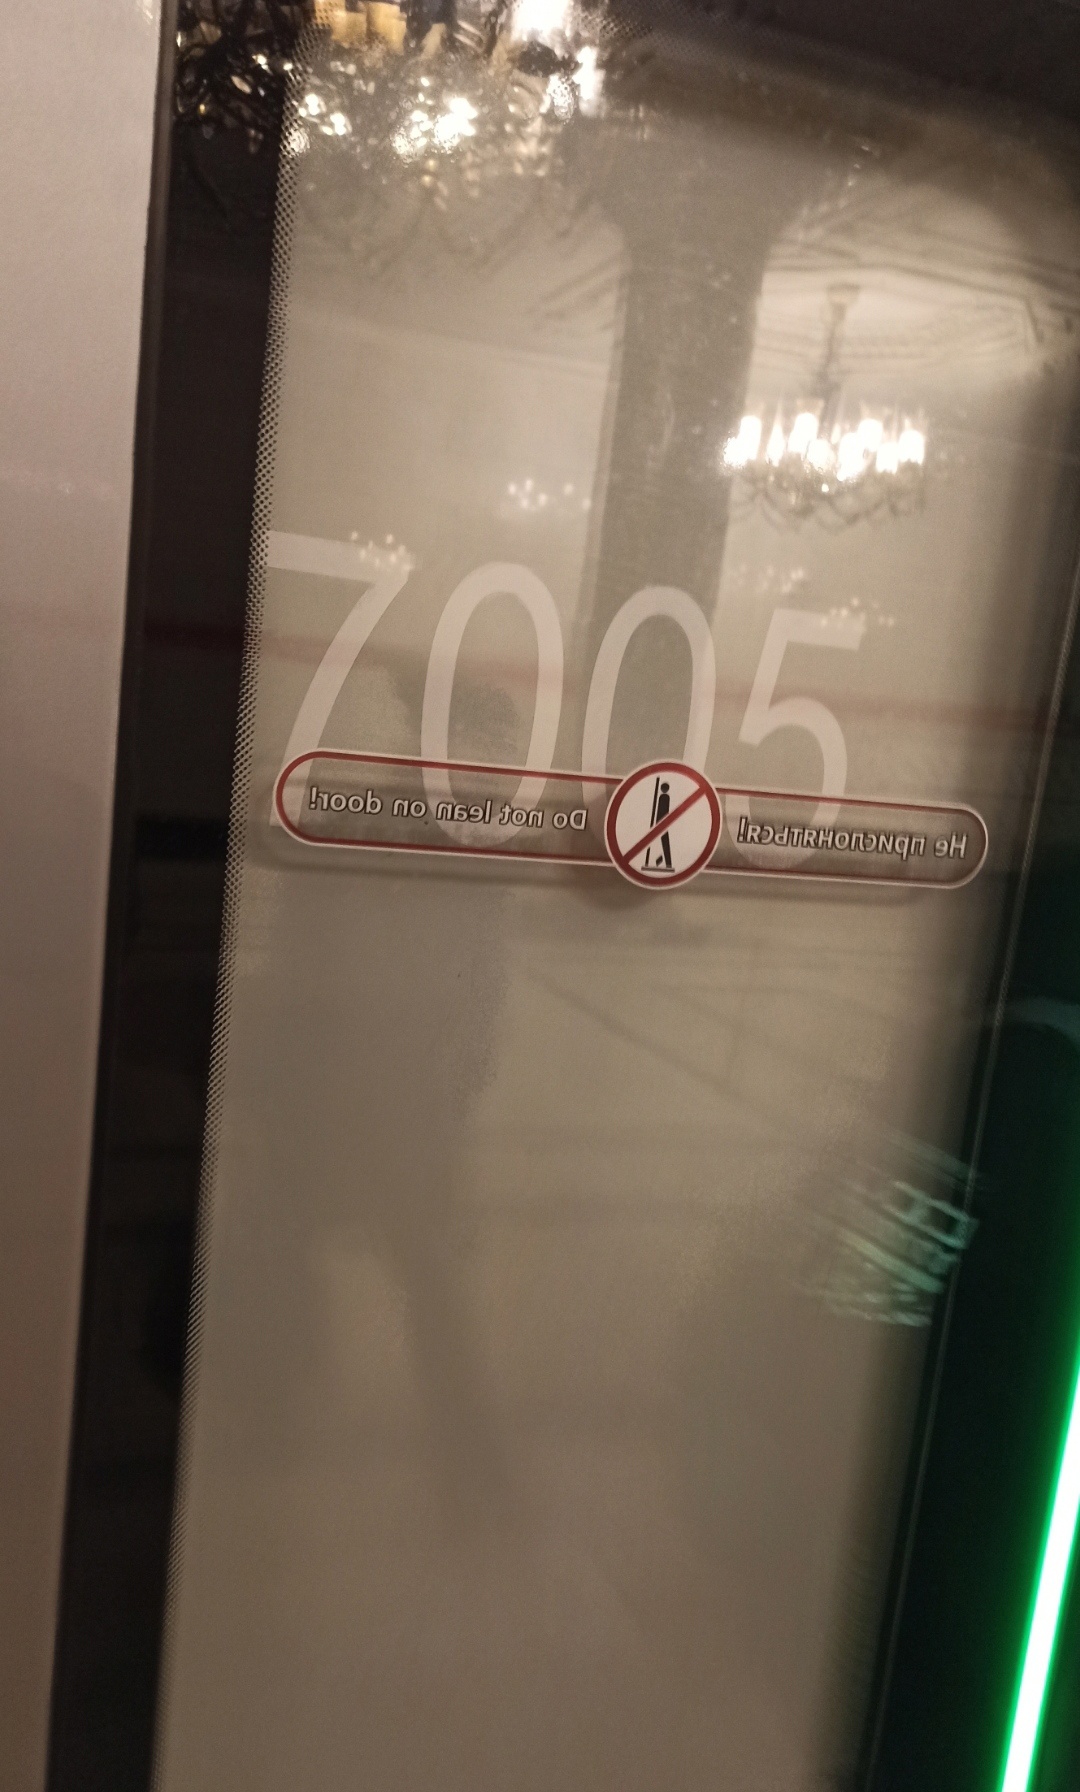 7005
Не прислоняться!
Do not lean on door!